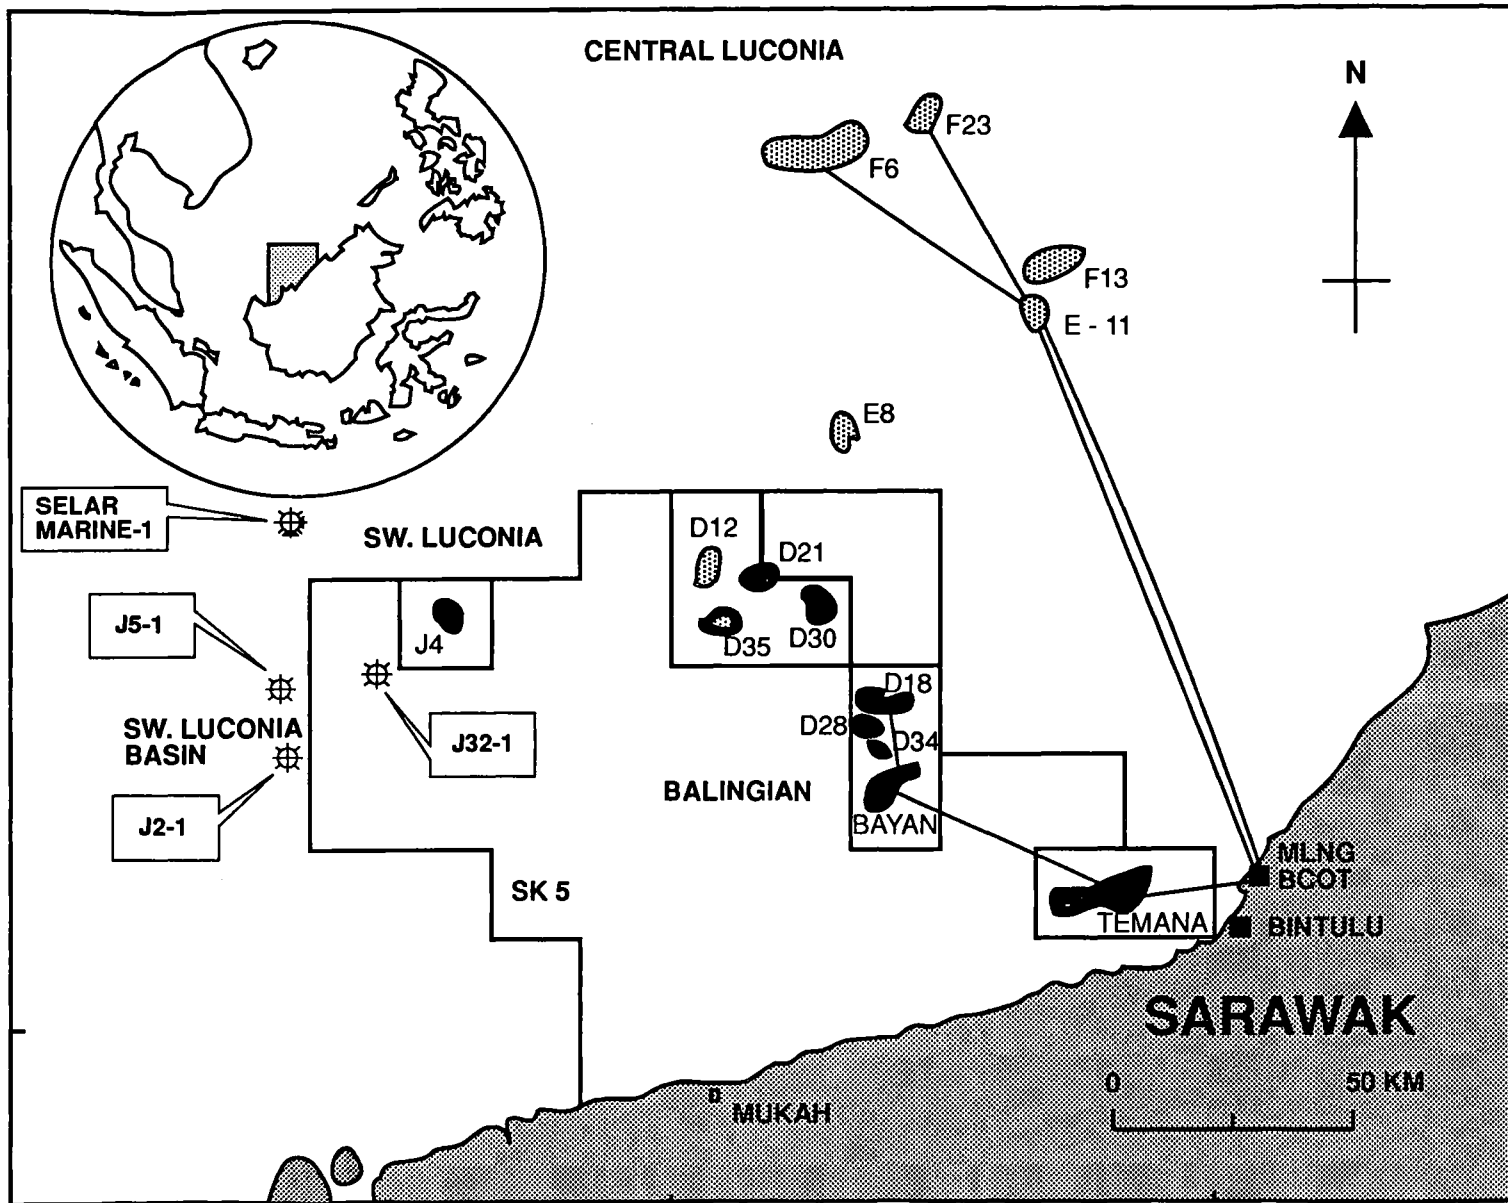 CENTRAL LUCONIA
N
F23
F6
F13
E - 11
E8
SELAR
MARINE-1
SW. LUCONIA
D12
D21
J5-1
J4
D35
D30
D18
SW. LUCONIA
BASIN
J32-1
D28
D34
BALINGIAN
J2-1
BAYAN
MLNG
BCOT
SK 5
TEMANA
BINTULU
SARAWAK
0
50 KM
MUKAH